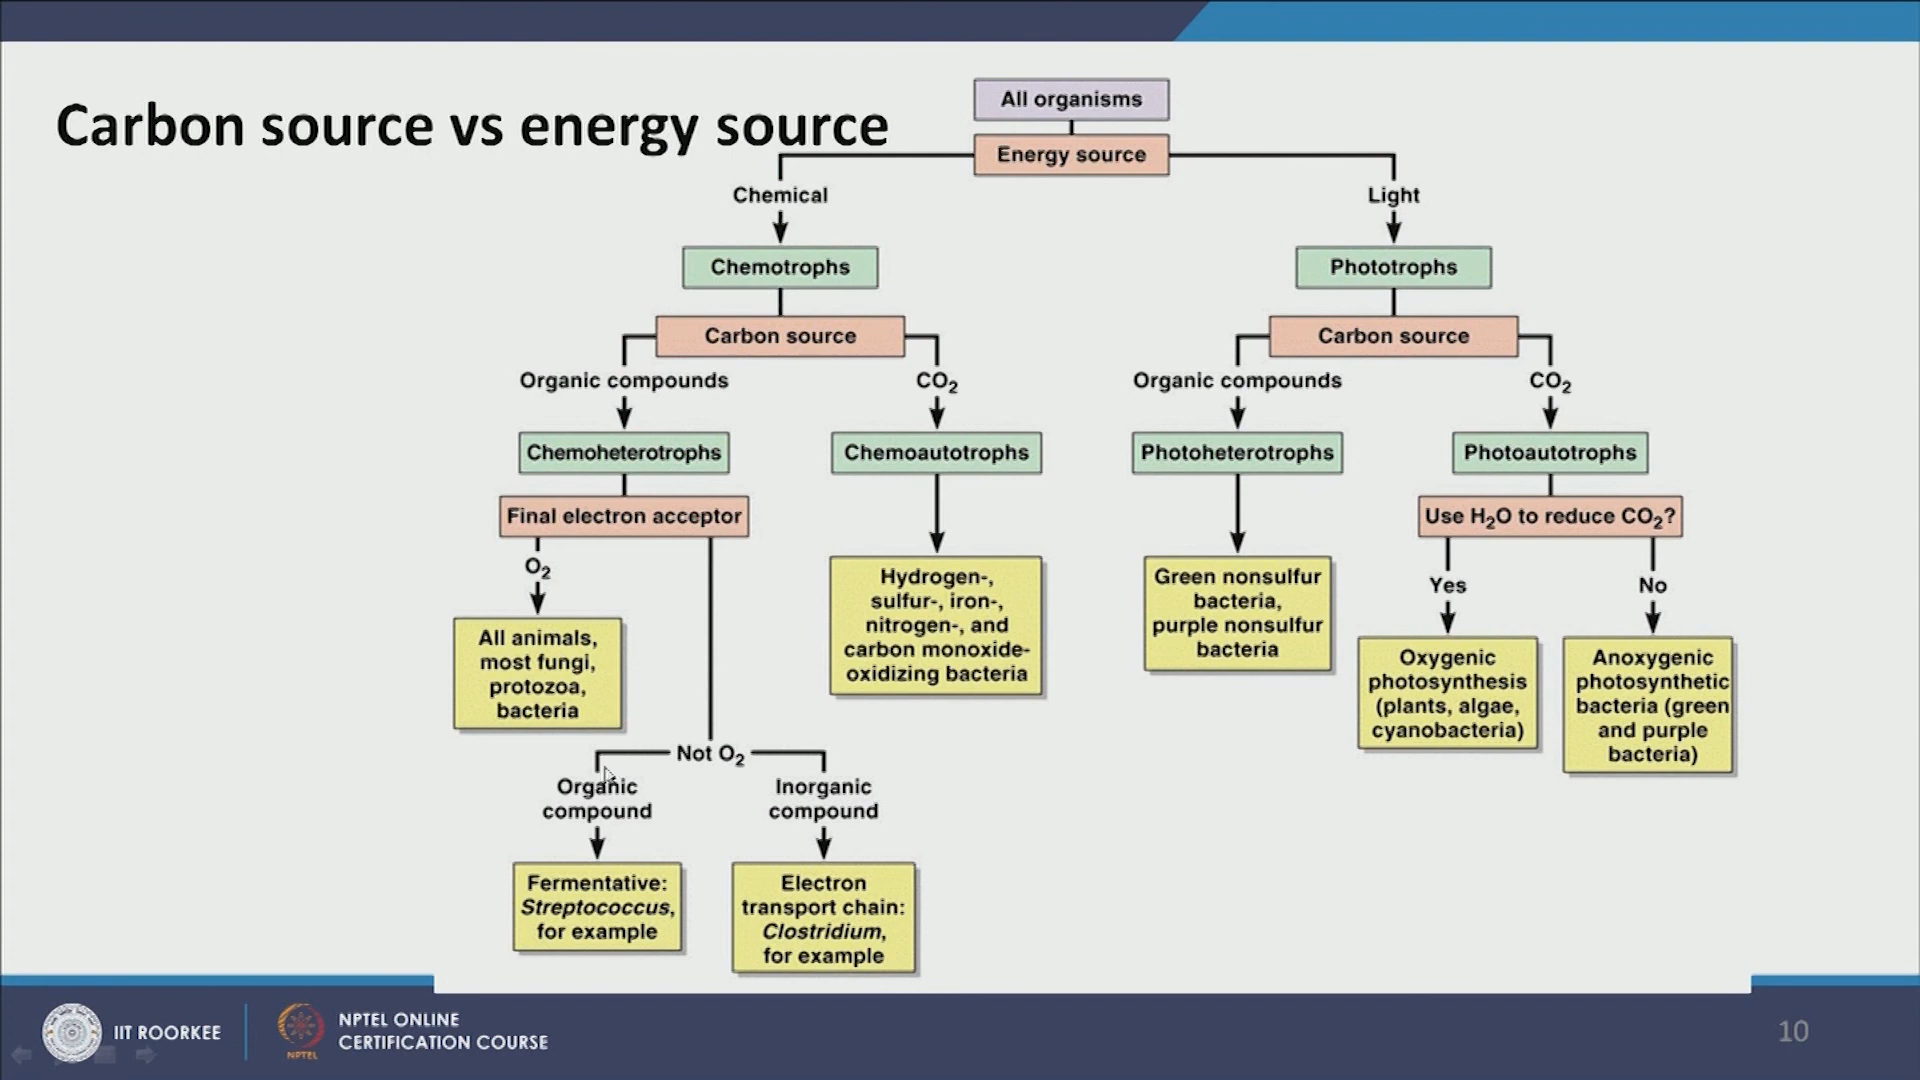 Carbon source vs energy source
All organisms
Energy source
Chemical
Light
Chemotrophs
Phototrophs
Carbon source
Carbon source
Organic compounds
CO₂
Organic compounds
CO₂
Chemoheterotrophs
Chemoautotrophs
Photoheterotrophs
Photoautotrophs
Final electron acceptor
Use H₂O to reduce CO₂?
O₂
Yes
No
All animals,
most fungi,
protozoa,
bacteria
Hydrogen-,
sulfur-, iron-,
nitrogen-, and
carbon monoxide-
oxidizing bacteria
Green nonsulfur
bacteria,
purple nonsulfur
bacteria
Oxygenic
photosynthesis
(plants, algae,
cyanobacteria)
Anoxygenic
photosynthetic
bacteria (green
and purple
bacteria)
Not O₂
Organic
compound
Inorganic
compound
Fermentative:
Streptococcus,
for example
Electron
transport chain:
Clostridium,
for example
IIT ROORKEE
NPTEL
NPTEL ONLINE
CERTIFICATION COURSE
10